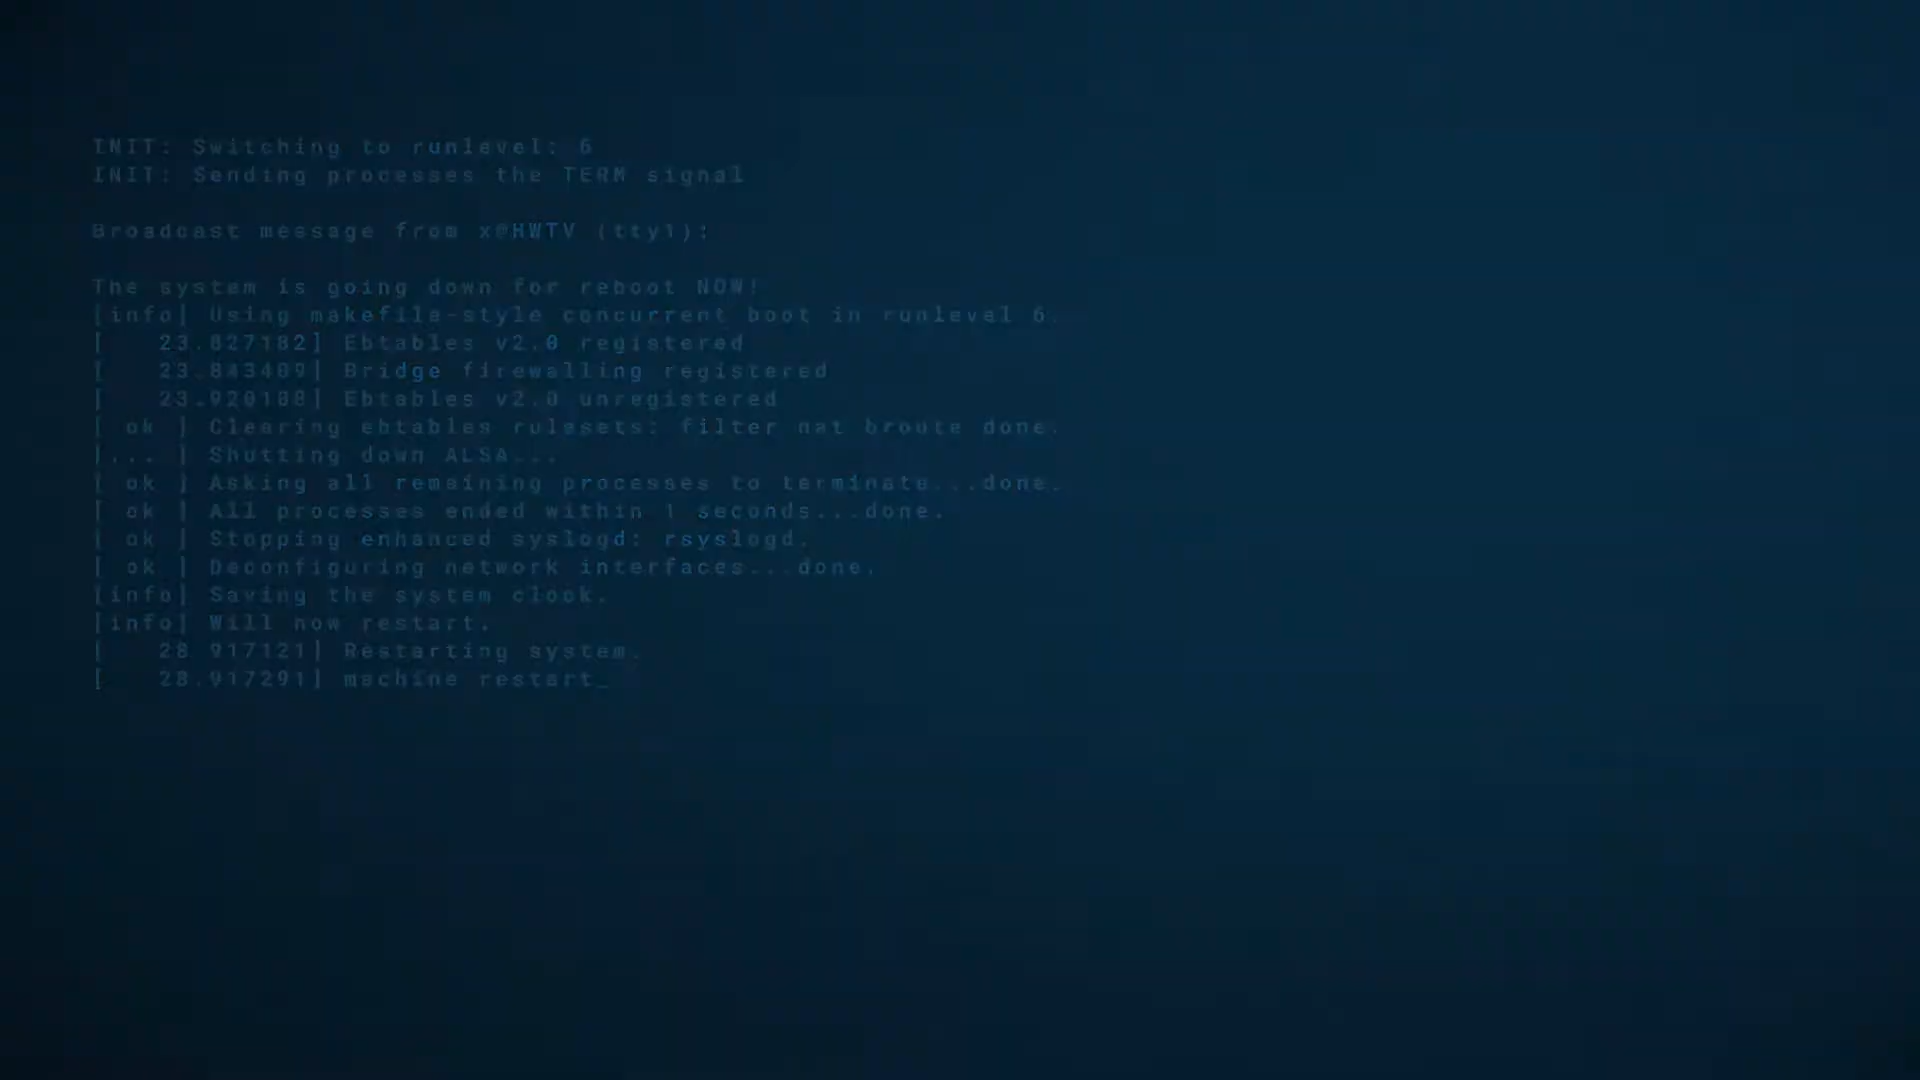 INIT: Switching to runlevel: 6
INIT: Sending processes the TERM signal
Broadcast message from x@HWTV (tty1):
The system is going down for reboot NOW!
[info] Using makefile-style concurrent boot in runlevel 6.
[   23.827182] Ebtables v2.0 registered
[   23.843409] Bridge firewalling registered
[   23.920108] Ebtables v2.0 unregistered
[ ok ] Clearing ebtables rulesets: filter nat broute done.
[... ] Shutting down ALSA...
[ ok ] Asking all remaining processes to terminate...done.
[ ok ] All processes ended within 1 seconds...done.
[ ok ] Stopping enhanced syslogd: rsyslogd.
[ ok ] Deconfiguring network interfaces...done.
[info] Saving the system clock.
[info] Will now restart.
[   28.917121] Restarting system.
[   28.917291] machine restart_